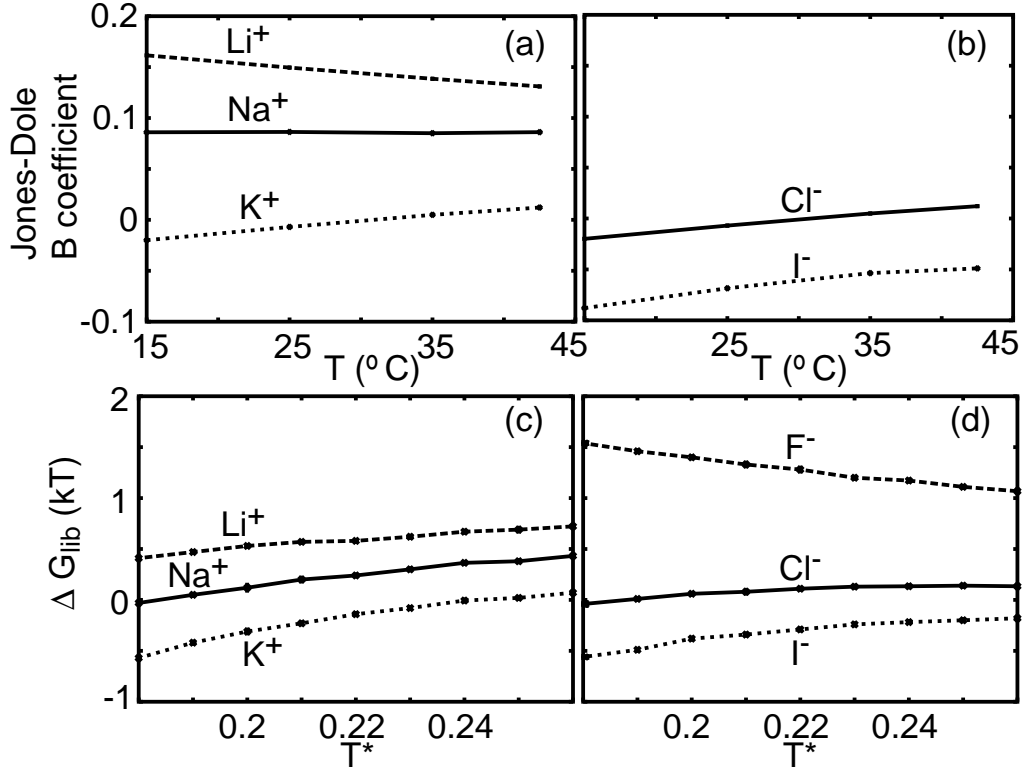 Jones-Dole
B coefficient
0.2
0.1
0
-0.1
(a)
Li+
Na+
K+
15
25
35
45
T (º C)
(b)
Cl-
I-
25
35
45
T (º C)
Δ Glib (kT)
2
1
0
-1
(c)
Li+
Na+
K+
0.2
0.22
0.24
T*
(d)
F-
Cl-
I-
0.2
0.22
0.24
T*